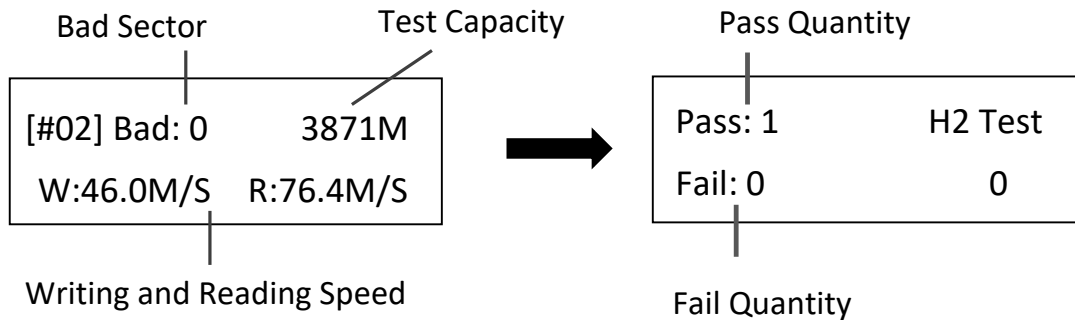 Bad Sector
Test Capacity
[#02] Bad: 0 3871M
W:46.0M/S R:76.4M/S
Writing and Reading Speed
Pass Quantity
Pass: 1 H2 Test
Fail: 0 0
Fail Quantity